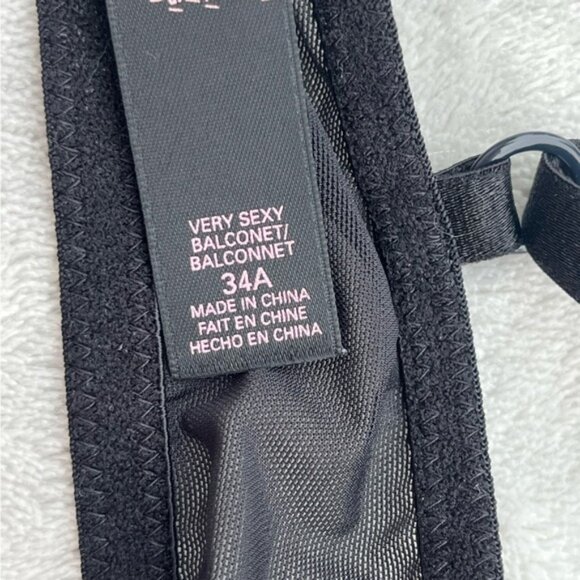 VERY SEXY
BALCONET/
BALCONNET
34A
MADE IN CHINA
FAIT EN CHINE
HECHO EN CHINA